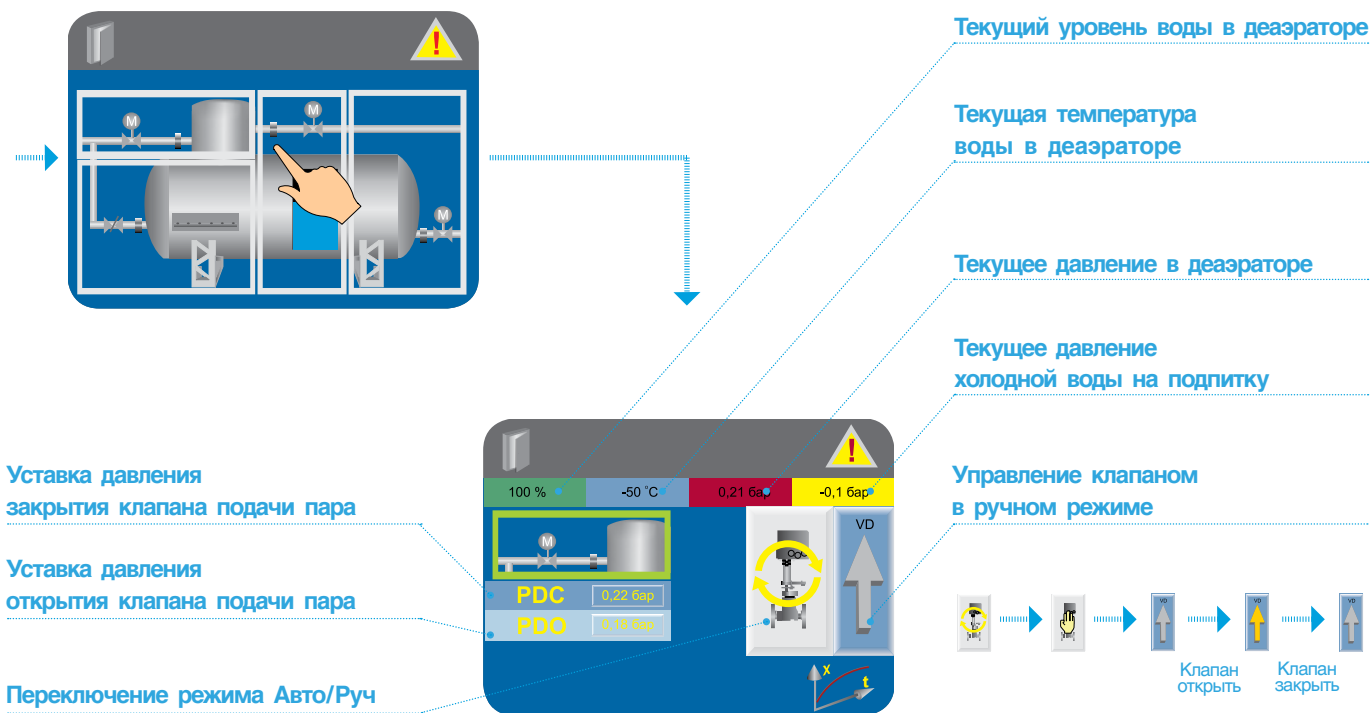 M
M
M
Текущий уровень воды в деаэраторе
Текущая температура
воды в деаэраторе
Текущее давление в деаэраторе
Текущее давление
холодной воды на подпитку
Управление клапаном
в ручном режиме
Уставка давления
закрытия клапана подачи пара
Уставка давления
открытия клапана подачи пара
Переключение режима Авто/Руч
100 %
-50 °C
0,21 бар
-0,1 бар
M
PDC
0,22 бар
PDO
0,18 бар
VD
X
t
VD
VD
VD
Клапан
открыть
Клапан
закрыть